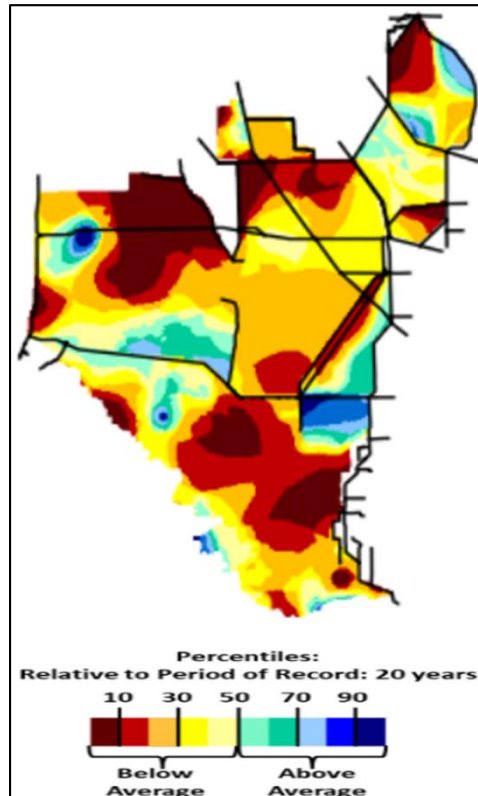 Percentiles:
Relative to Period of Record: 20 years
10 30 50 70 90
Below Above
Average Average